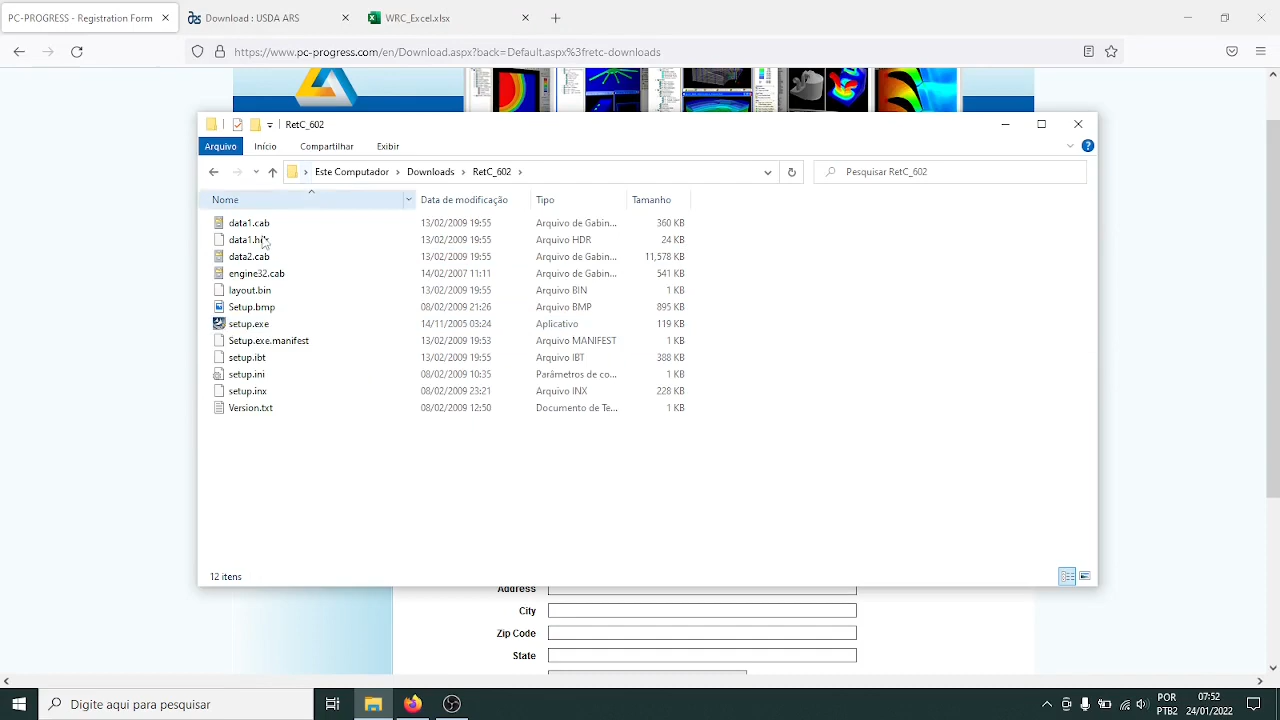 PC-PROGRESS - Registration Form
Download : USDA ARS
WRC_Excel.xlsx
https://www.pc-progress.com/en/Download.aspx?back=Default.aspx%3fretc-downloads
RetC_602
Arquivo Início Compartilhar Exibir
Este Computador > Downloads > RetC_602 >
Pesquisar RetC_602
Nome Data de modificação Tipo Tamanho
data1.cab 13/02/2009 19:55 Arquivo de Gabin... 360 KB
13/02/2009 19:55 Arquivo HDR 24 KB
data2.cab 13/02/2009 19:55 Arquivo de Gabin... 11,578 KB
engine32.cab 14/02/2007 11:11 Arquivo de Gabin... 541 KB
layout.bin 13/02/2009 19:55 Arquivo BIN 1 KB
Setup.bmp 08/02/2009 21:26 Arquivo BMP 895 KB
setup.exe 14/11/2005 03:24 Aplicativo 119 KB
Setup.exe.manifest 13/02/2009 19:53 Arquivo MANIFEST 1 KB
setup.ibt 13/02/2009 19:55 Arquivo IBT 388 KB
setup.ini 08/02/2009 10:35 Parâmetros de co... 1 KB
setup.inx 08/02/2009 23:21 Arquivo INX 228 KB
Version.txt 08/02/2009 12:50 Documento de Te... 1 KB
12 itens
Address
City
Zip Code
State
Digite aqui para pesquisar
POR
PTB2
07:52
24/01/2022